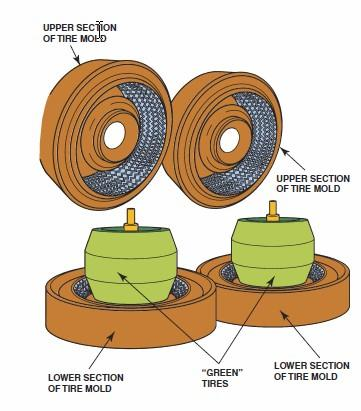 UPPER SECTION
OF TIRE MOLD
UPPER SECTION
OF TIRE MOLD
"GREEN"
TIRES
LOWER SECTION
OF TIRE MOLD
LOWER SECTION
OF TIRE MOLD